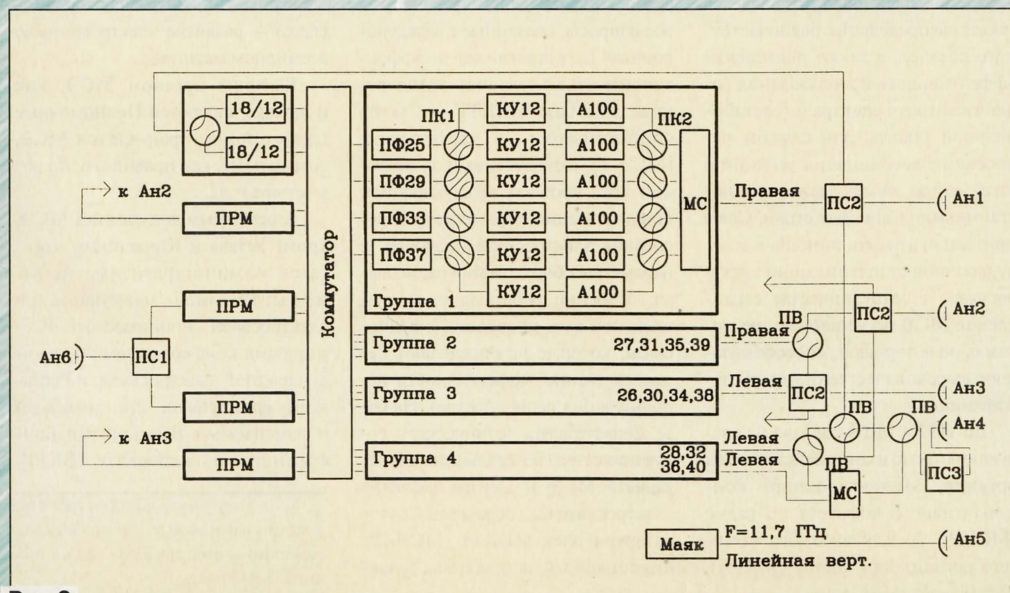 18/12
18/12
к Ан2
ПРМ
ПРМ
Ан6
ПС1
ПРМ
к Ан3
ПРМ
Коммутатор
ПК1
ПК2
ПФ25
КУ12
А100
ПФ29
КУ12
А100
ПФ33
КУ12
А100
ПФ37
КУ12
А100
КУ12
А100
МС
Группа 1
Группа 2
27,31,35,39
Группа 3
26,30,34,38
Группа 4
28,32
36,40
Правая
ПС2
Ан1
Правая
ПВ
ПС2
Ан2
Левая
ПС2
Ан3
ПВ
ПВ
Ан4
Левая
Левая
ПВ
МС
ПС3
Маяк
F=11,7 ГГц
Линейная верт.
Ан5